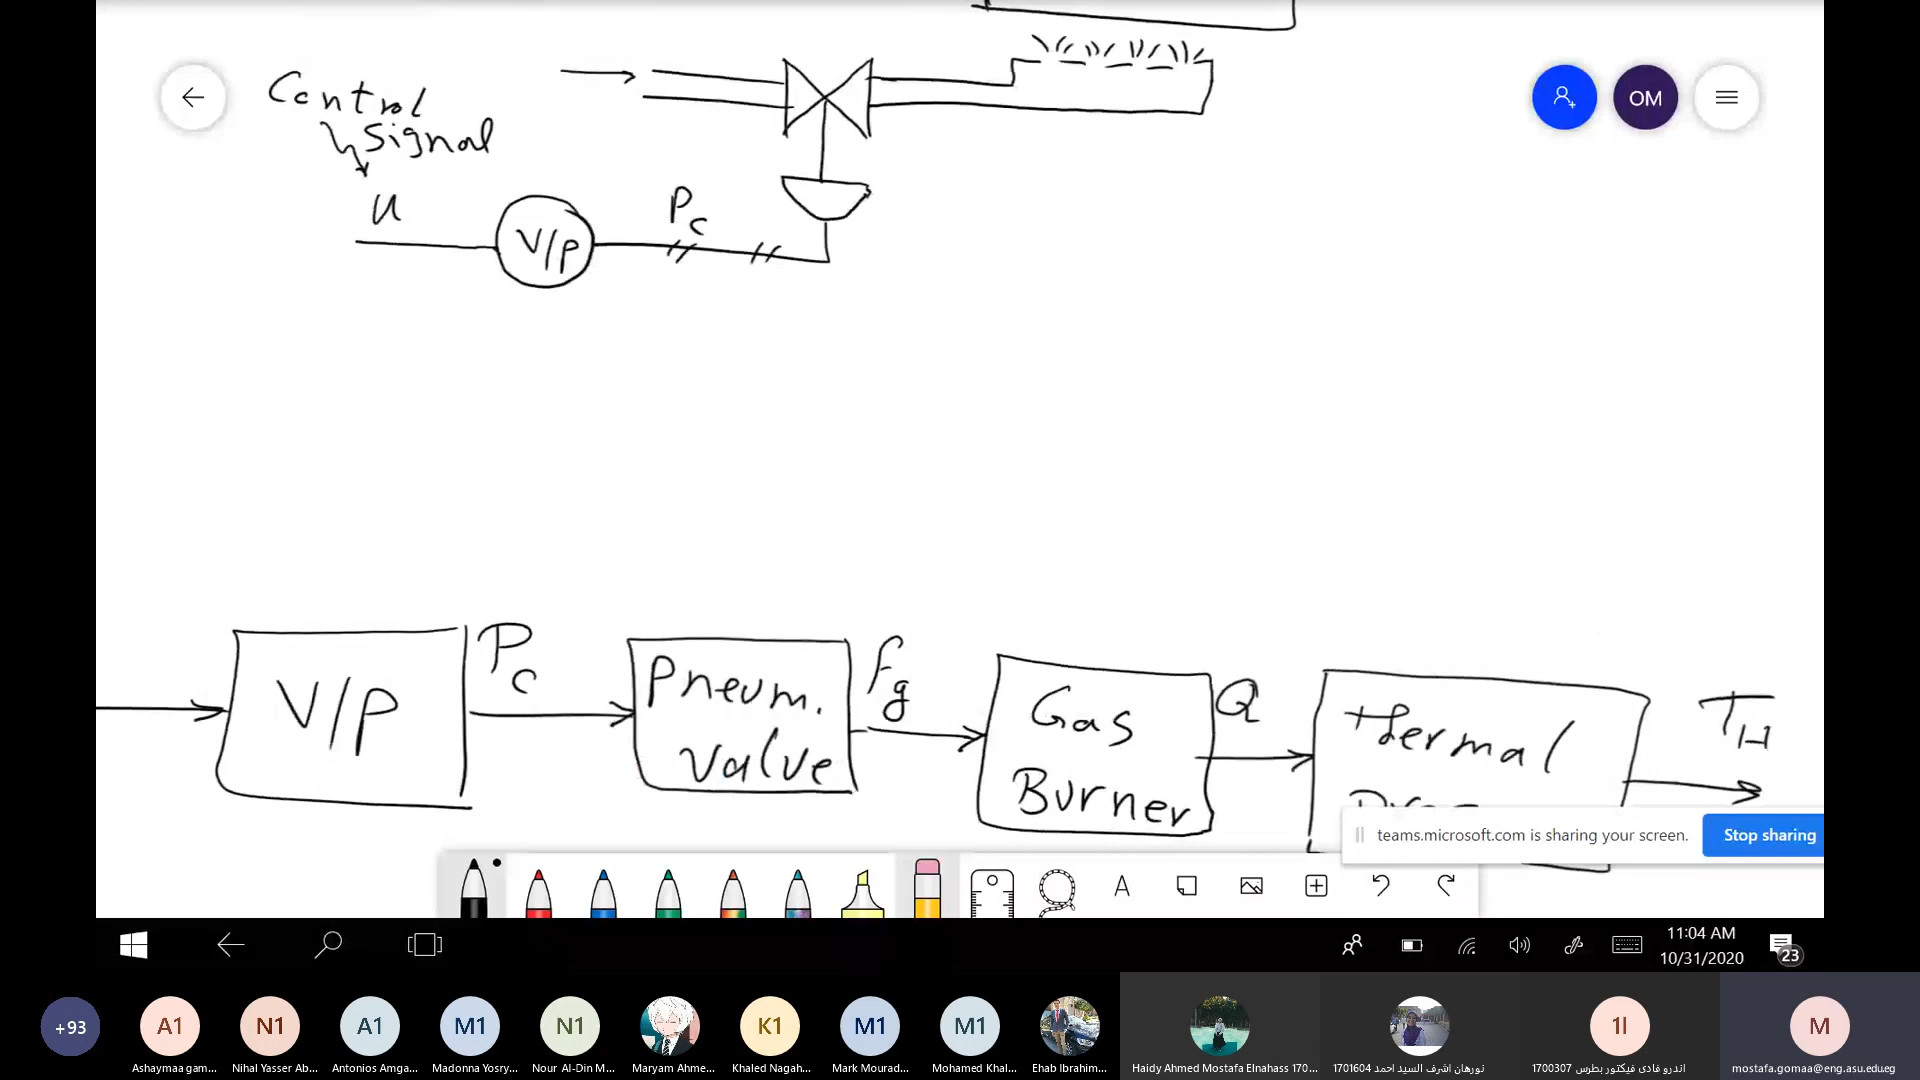 Control
Signal
u
V/P
Pc
OM
V/P
Pc
Pneum.
valve
fg
Gas
Burner
Q
thermal
TH
teams.microsoft.com is sharing your screen.
Stop sharing
11:04 AM
10/31/2020
23
+93
A1
N1
A1
M1
N1
K1
M1
M1
1l
M
Ashaymaa gam...
Nihal Yasser Ab...
Antonios Amga...
Madonna Yosry...
Nour Al-Din M...
Maryam Ahme...
Khaled Nagah...
Mark Mourad...
Mohamed Khal...
Ehab Ibrahim...
Haidy Ahmed Mostafa Elnahass 170...
نورهان اشرف السيد احمد 1701604
اندرو فادى فيكتور بطرس 1700307
mostafa.gomaa@eng.asu.edu.eg